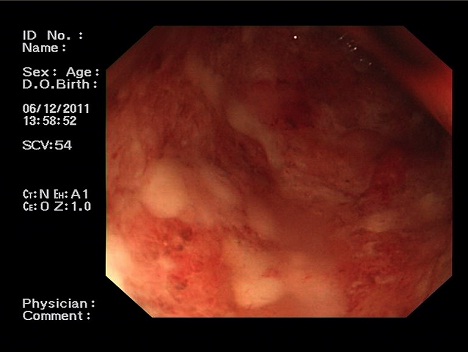 ID No. :
Name :
Sex : Age :
D.O.Birth :
06/12/2011
13:58:52
SCV:54
CT:N EH:A1
CE:0 Z:1.0
Physician :
Comment :